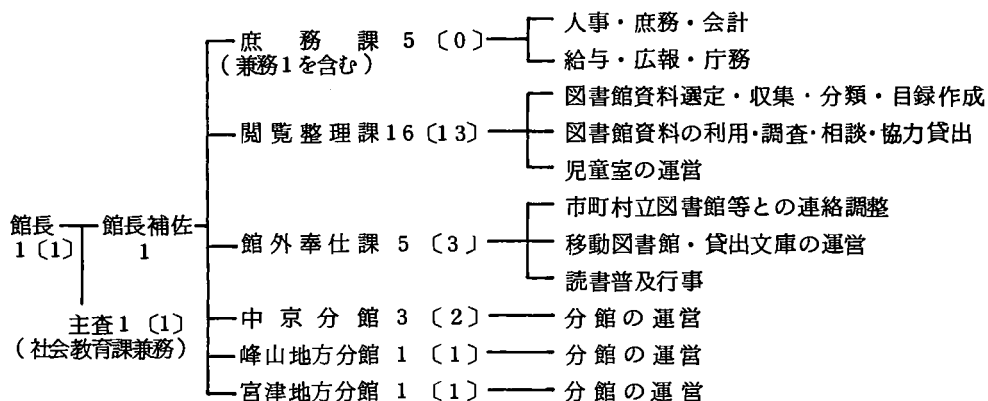 庶務課 5 〔0〕
(兼務1を含む)
人事・庶務・会計
給与・広報・庁務
閲覧整理課 16〔13〕
図書館資料選定・収集・分類・目録作成
図書館資料の利用・調査・相談・協力貸出
児童室の運営
館長
1〔1〕
館長補佐
1
主査1〔1〕
(社会教育課兼務)
館外奉仕課 5〔3〕
市町村立図書館等との連絡調整
移動図書館・貸出文庫の運営
読書普及行事
中京分館 3〔2〕
分館の運営
峰山地方分館 1〔1〕
分館の運営
宮津地方分館 1〔1〕
分館の運営